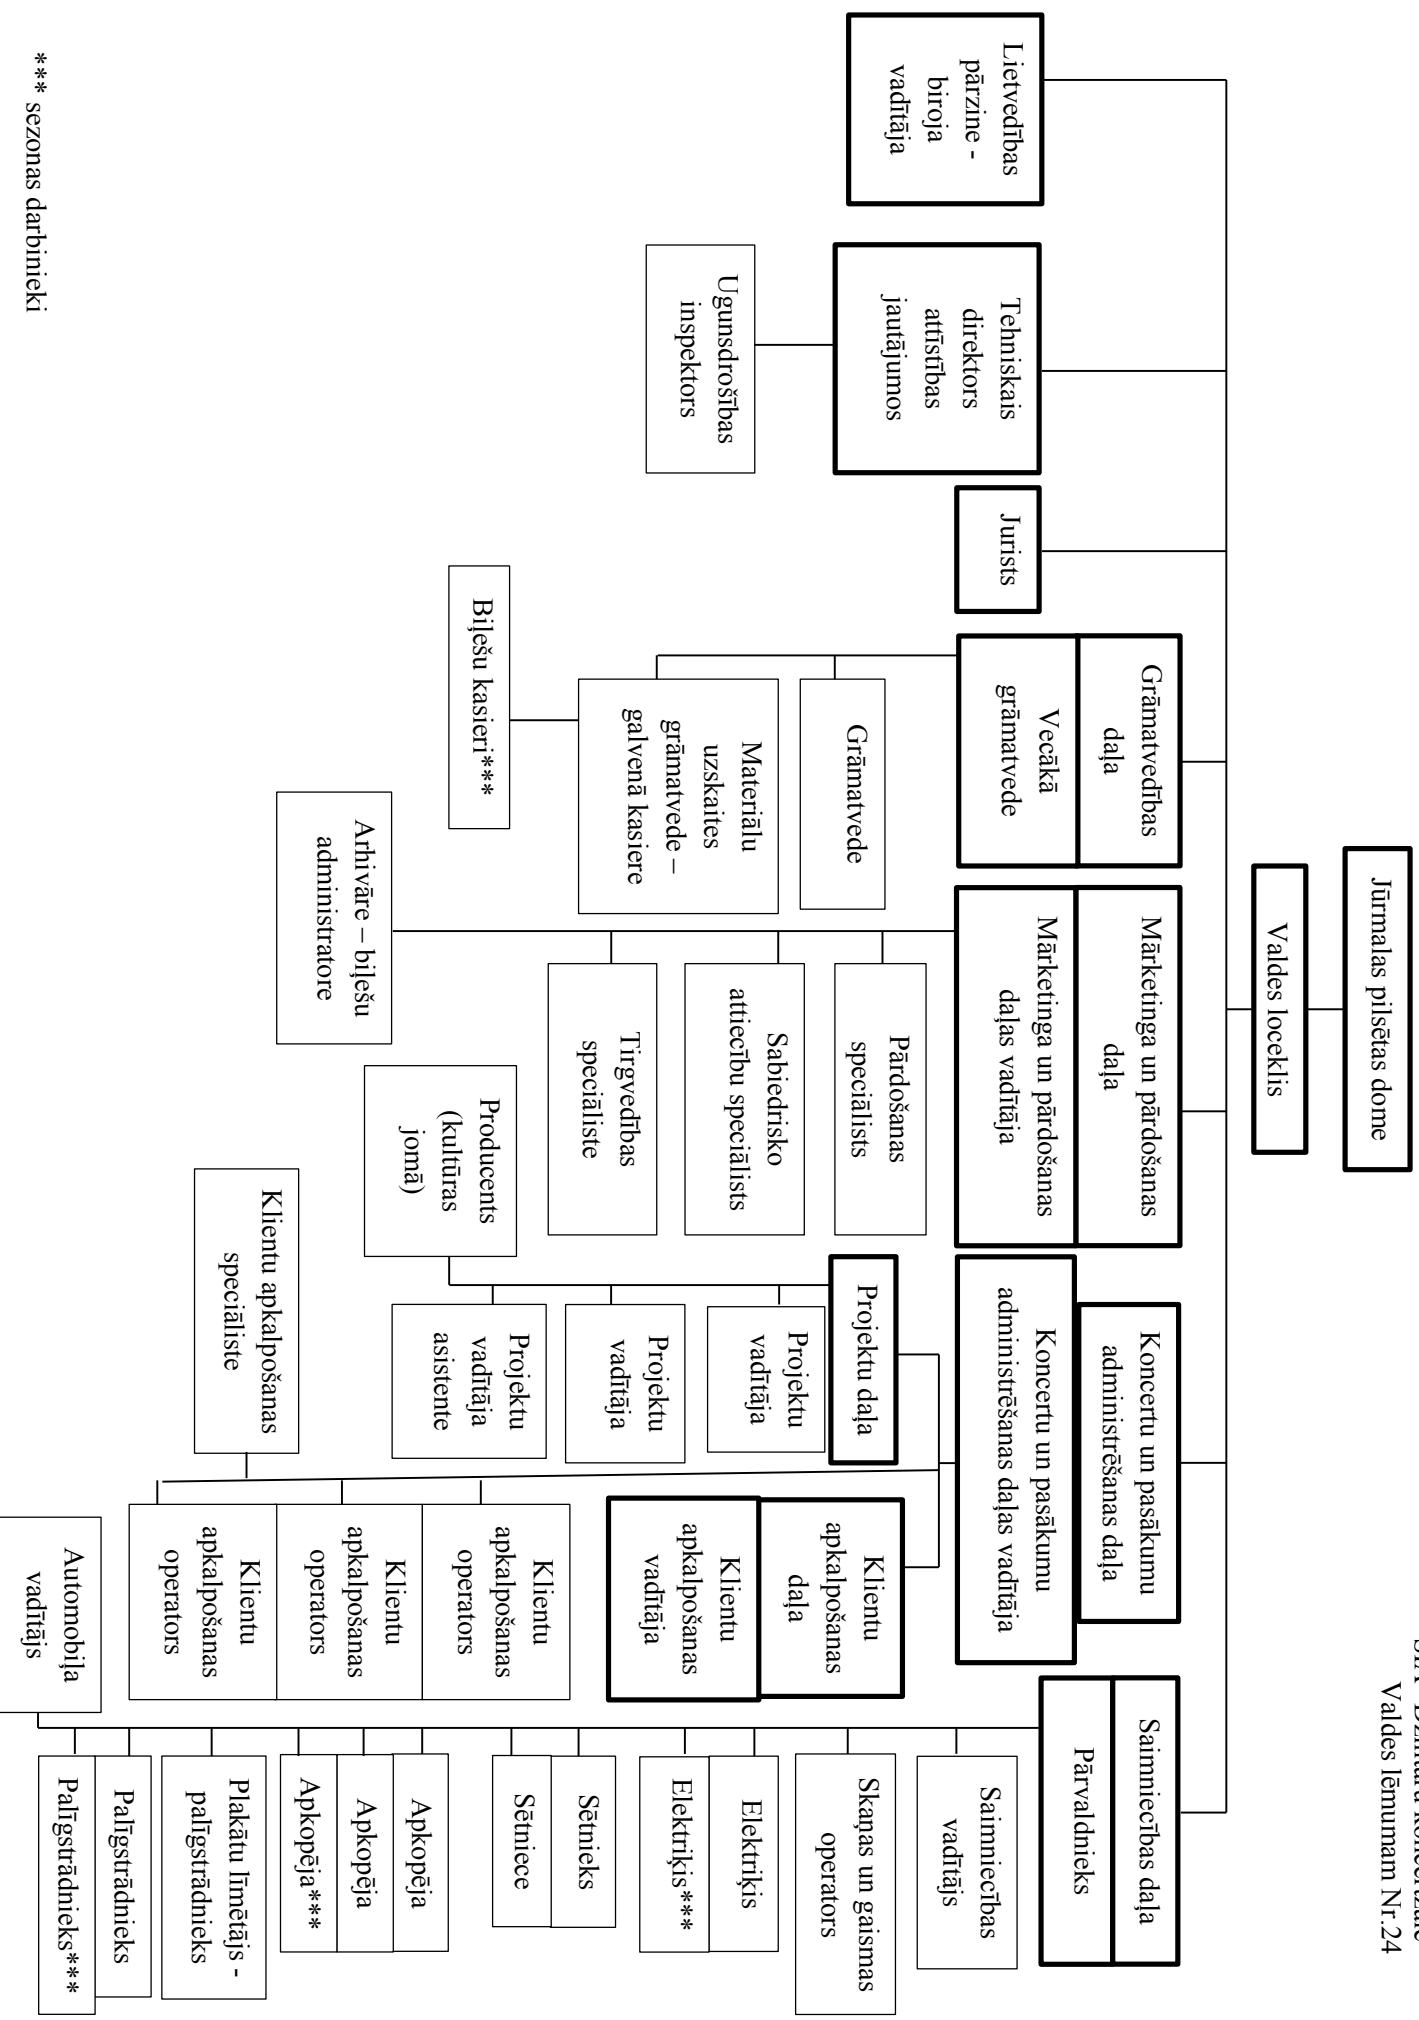 Valdes lēmumam Nr.24
Jūrmalas pilsētas dome
Valdes loceklis
Lietvedības
pārzine -
biroja
vadītāja
Tehniskais
direktors
attīstības
jautājumos
Ugunsdrošības
inspektors
Jurists
Grāmatvedības
daļa
Vecākā
grāmatvede
Grāmatvede
Materiālu
uzskaites
grāmatvede –
galvenā kasiere
Biļešu kasieri***
Mārketinga un pārdošanas
daļa
Mārketinga un pārdošanas
daļas vadītāja
Pārdošanas
speciālists
Sabiedrisko
attiecību speciālists
Tirgvedības
speciāliste
Arhivāre – biļešu
administratore
Koncertu un pasākumu
administrēšanas daļa
Koncertu un pasākumu
administrēšanas daļas vadītāja
Projektu daļa
Projektu
vadītāja
Projektu
vadītāja
Projektu
vadītāja
asistente
Producents
(kultūras
jomā)
Klientu
apkalpošanas
daļa
Klientu
apkalpošanas
vadītāja
Klientu
apkalpošanas
operators
Klientu
apkalpošanas
operators
Klientu
apkalpošanas
operators
Klientu apkalpošanas
speciāliste
Saimniecības daļa
Pārvaldnieks
Saimniecības
vadītājs
Skaņas un gaismas
operators
Elektriķis
Elektriķis***
Sētnieks
Sētniece
Apkopēja
Apkopēja
Apkopēja***
Plakātu līmētājs -
palīgstrādnieks
Palīgstrādnieks
Palīgstrādnieks***
Automobiļa
vadītājs
*** sezonas darbinieki